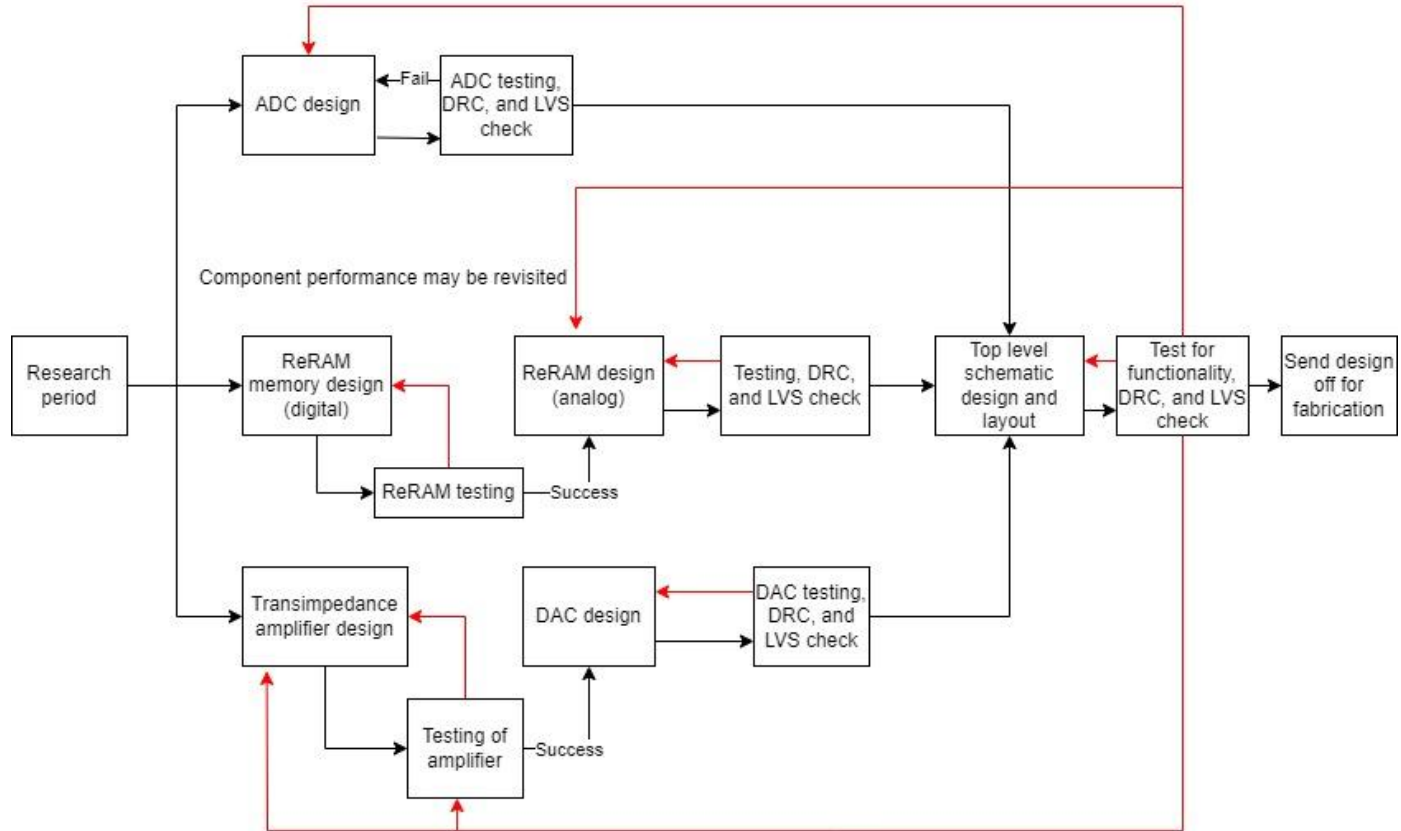 ADC design
Fail
ADC testing,
DRC, and LVS
check
Component performance may be revisited
Research
period
ReRAM
memory design
(digital)
ReRAM design
(analog)
Testing, DRC,
and LVS check
Top level
schematic
design and
layout
Test for
functionality,
DRC, and LVS
check
Send design
off for
fabrication
ReRAM testing
Success
Transimpedance
amplifier design
DAC design
DAC testing,
DRC, and
LVS check
Testing of
amplifier
Success